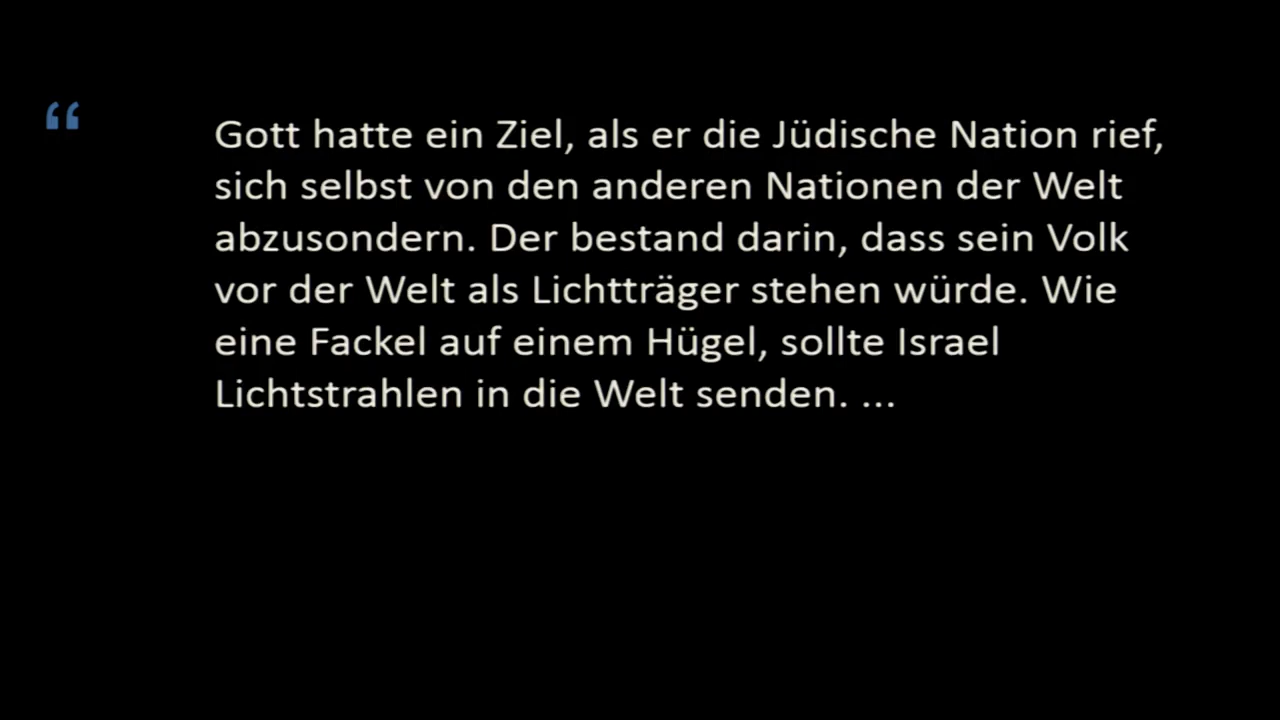 “
Gott hatte ein Ziel, als er die Jüdische Nation rief,
sich selbst von den anderen Nationen der Welt
abzusondern. Der bestand darin, dass sein Volk
vor der Welt als Lichtträger stehen würde. Wie
eine Fackel auf einem Hügel, sollte Israel
Lichtstrahlen in die Welt senden. ...